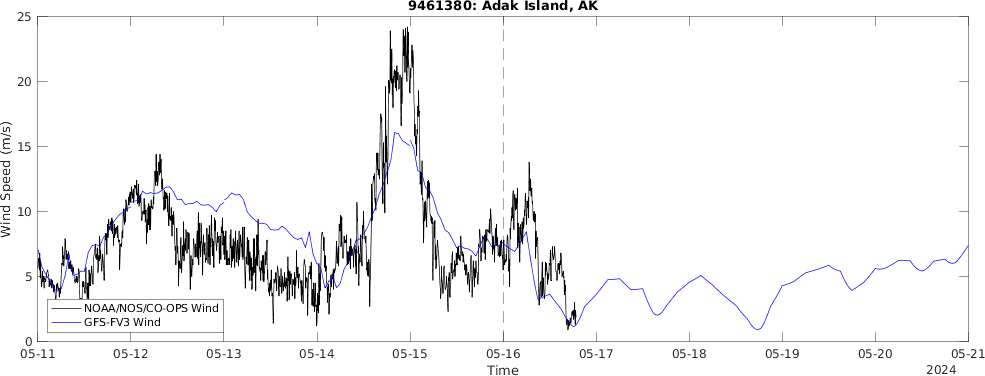 9461380: Adak Island, AK
25
20
15
10
5
0
Wind Speed (m/s)
NOAA/NOS/CO-OPS Wind
GFS-FV3 Wind
05-11 05-12 05-13 05-14 05-15 05-16 05-17 05-18 05-19 05-20 05-21
Time
2024